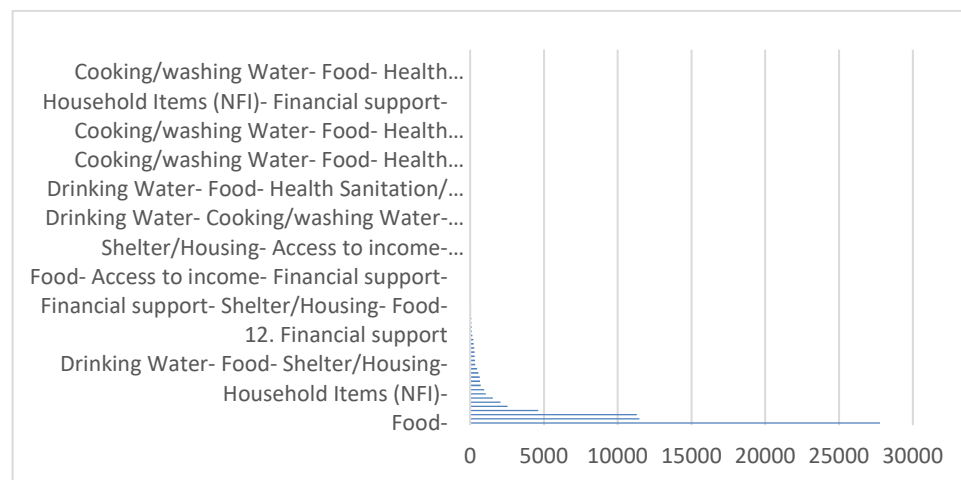 Cooking/washing Water- Food- Health…
Household Items (NFI)- Financial support-
Cooking/washing Water- Food- Health…
Cooking/washing Water- Food- Health…
Drinking Water- Food- Health Sanitation/…
Drinking Water- Cooking/washing Water-…
Shelter/Housing- Access to income-…
Food- Access to income- Financial support-
Financial support- Shelter/Housing- Food-
12. Financial support
Drinking Water- Food- Shelter/Housing-
Household Items (NFI)-
Food-
0 5000 10000 15000 20000 25000 30000